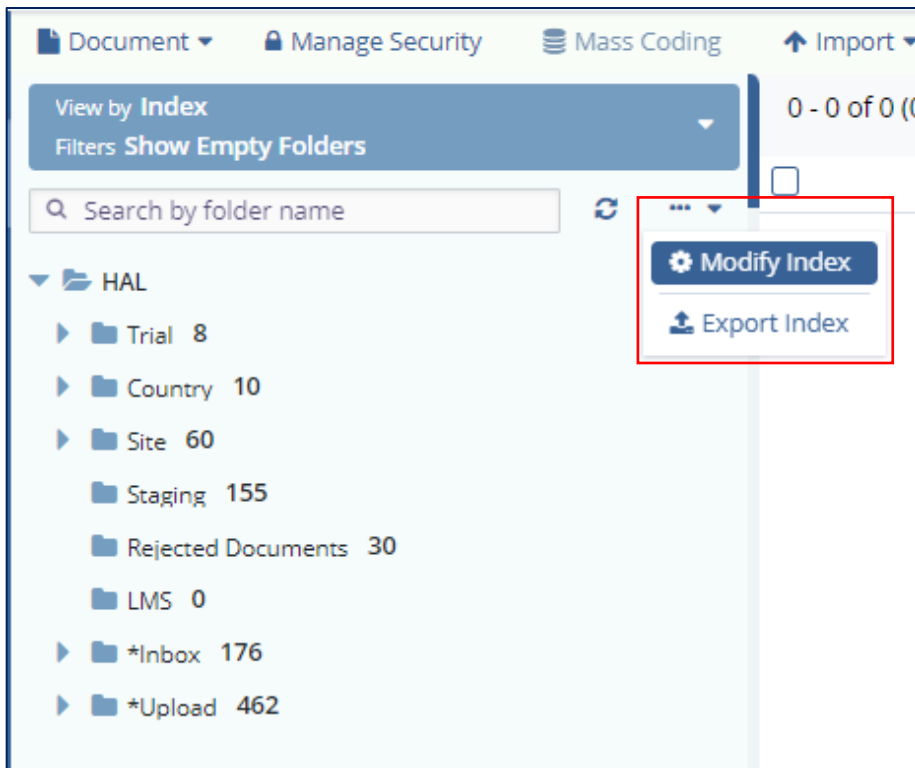 Document Manage Security Mass Coding Import
View by Index
Filters Show Empty Folders
0 - 0 of 0
Search by folder name
Modify Index
Export Index
HAL
Trial 8
Country 10
Site 60
Staging 155
Rejected Documents 30
LMS 0
*Inbox 176
*Upload 462